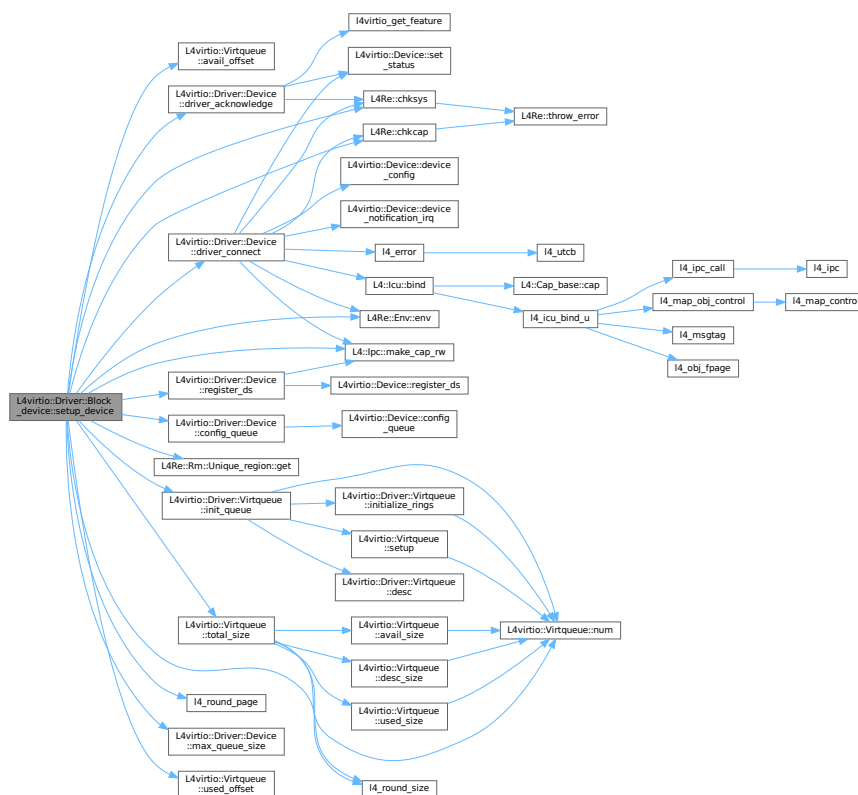 l4virtio_get_feature
L4virtio::Virtqueue
::avail_offset
L4virtio::Device::set
_status
L4virtio::Driver::Device
::driver_acknowledge
L4Re::chksys
L4Re::throw_error
L4Re::chkcap
L4virtio::Device::device
_config
L4virtio::Device::device
_notification_irq
L4virtio::Driver::Device
::driver_connect
l4_error
l4_utcb
l4_ipc_call
l4_ipc
L4::Icu::bind
L4::Cap_base::cap
l4_map_obj_control
l4_map_control
L4Re::Env::env
l4_icu_bind_u
l4_msgtag
L4::Ipc::make_cap_rw
l4_obj_fpage
L4virtio::Driver::Device
::register_ds
L4virtio::Device::register_ds
L4virtio::Driver::Block
_device::setup_device
L4virtio::Driver::Device
::config_queue
L4virtio::Device::config
_queue
L4Re::Rm::Unique_region::get
L4virtio::Driver::Virtqueue
::init_queue
L4virtio::Driver::Virtqueue
::initialize_rings
L4virtio::Virtqueue
::setup
L4virtio::Driver::Virtqueue
::desc
L4virtio::Virtqueue
::total_size
L4virtio::Virtqueue
::avail_size
L4virtio::Virtqueue::num
L4virtio::Virtqueue
::desc_size
l4_round_page
L4virtio::Virtqueue
::used_size
L4virtio::Driver::Device
::max_queue_size
L4virtio::Virtqueue
::used_offset
l4_round_size